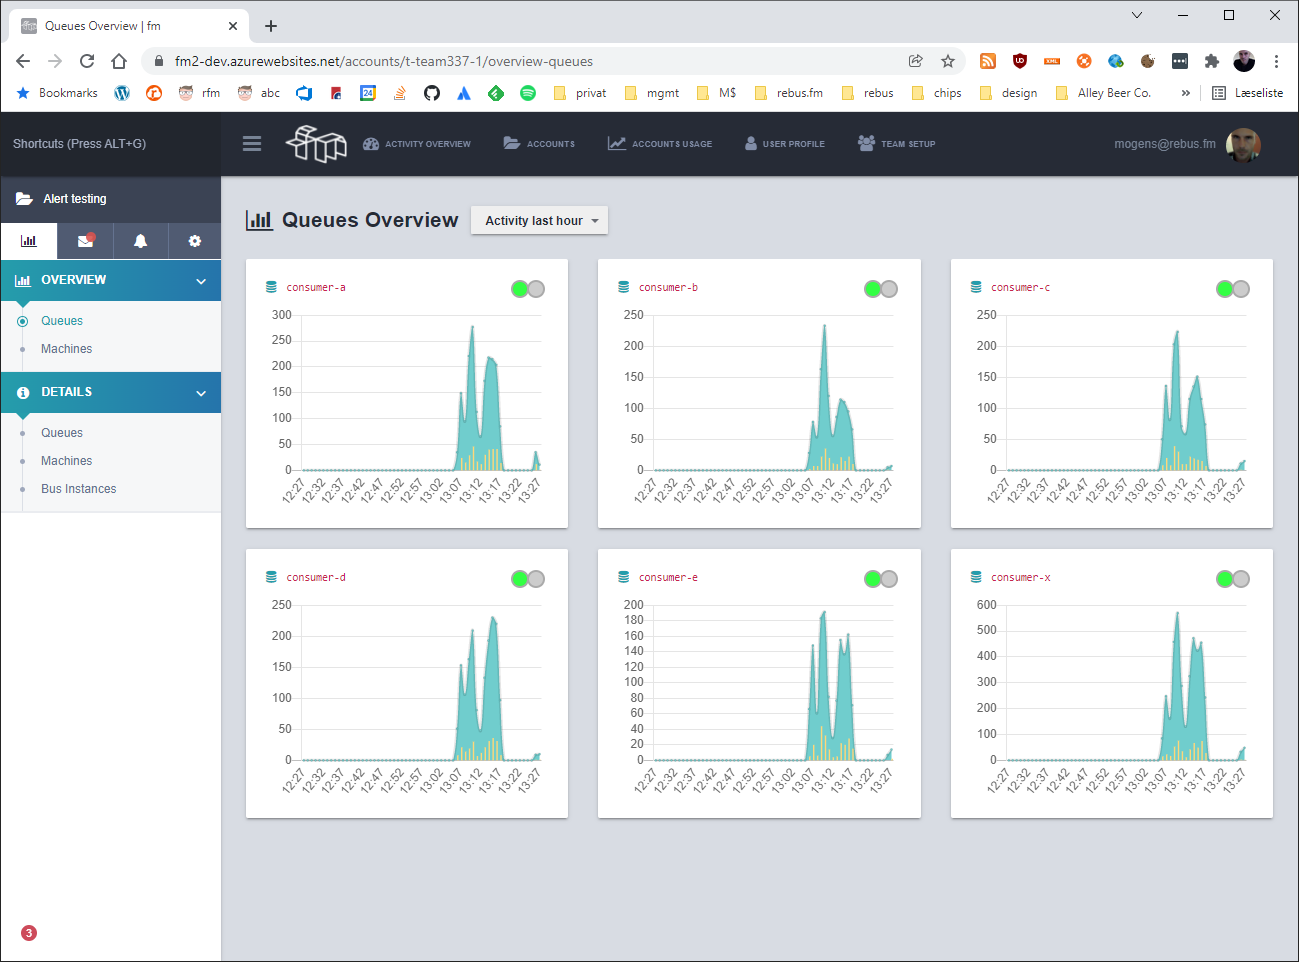 Queues Overview | fm
fm2-dev.azurewebsites.net/accounts/t-team337-1/overview-queues
Bookmarks rfm abc privat mgmt M$ rebus.fm rebus chips design Alley Beer Co. » Læseliste
Shortcuts (Press ALT+G)
ACTIVITY OVERVIEW ACCOUNTS ACCOUNTS USAGE USER PROFILE TEAM SETUP
mogens@rebus.fm
Alert testing
OVERVIEW
Queues
Machines
DETAILS
Queues
Machines
Bus Instances
3
Queues Overview
Activity last hour
consumer-a
300
250
200
150
100
50
0
12:27 12:32 12:37 12:42 12:47 12:52 12:57 13:02 13:07 13:12 13:17 13:22 13:27
consumer-b
250
200
150
100
50
0
12:27 12:32 12:37 12:42 12:47 12:52 12:57 13:02 13:07 13:12 13:17 13:22 13:27
consumer-c
250
200
150
100
50
0
12:27 12:32 12:37 12:42 12:47 12:52 12:57 13:02 13:07 13:12 13:17 13:22 13:27
consumer-d
250
200
150
100
50
0
12:27 12:32 12:37 12:42 12:47 12:52 12:57 13:02 13:07 13:12 13:17 13:22 13:27
consumer-e
200
180
160
140
120
100
80
60
40
20
0
12:27 12:32 12:37 12:42 12:47 12:52 12:57 13:02 13:07 13:12 13:17 13:22 13:27
consumer-x
600
500
400
300
200
100
0
12:27 12:32 12:37 12:42 12:47 12:52 12:57 13:02 13:07 13:12 13:17 13:22 13:27